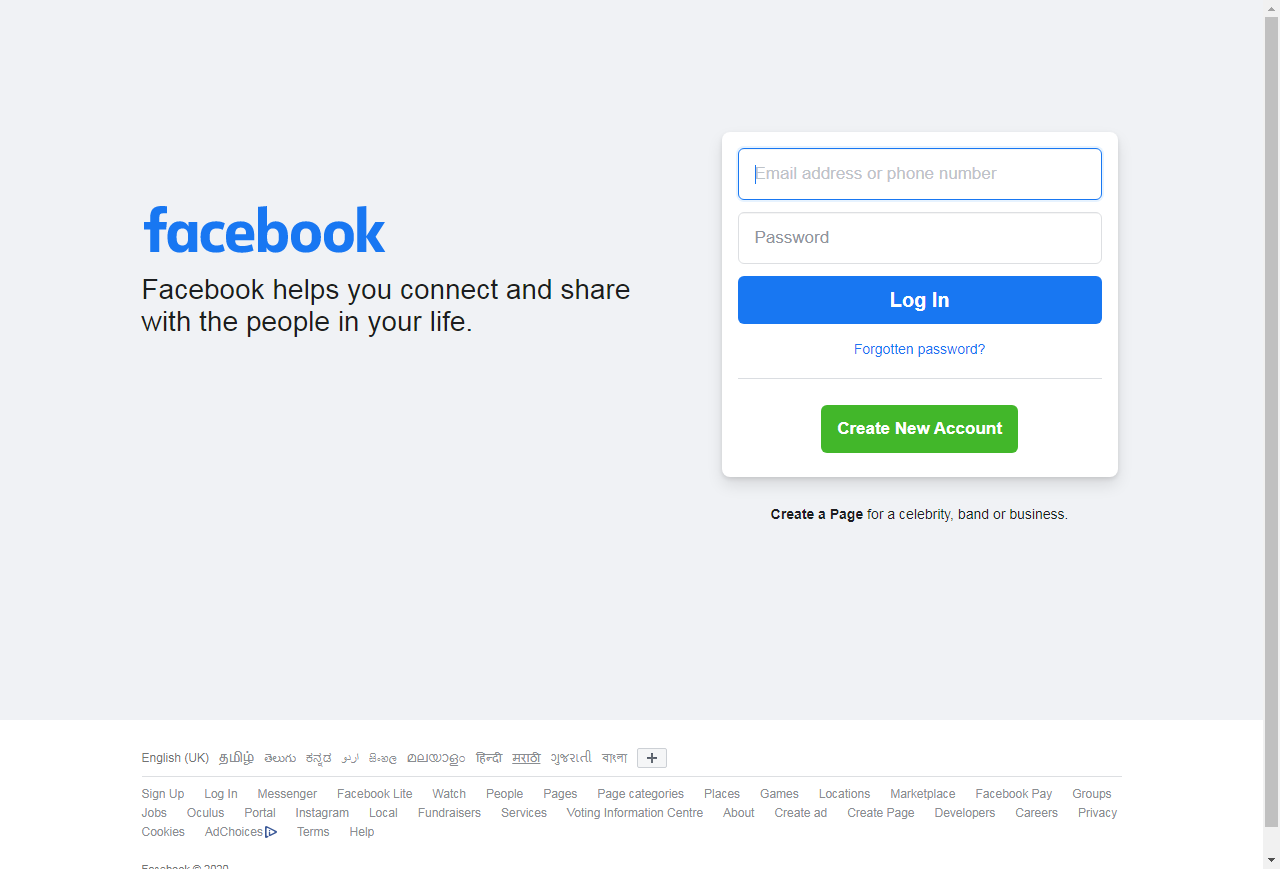 facebook
Facebook helps you connect and share
with the people in your life.
Email address or phone number
Password
Log In
Forgotten password?
Create New Account
Create a Page for a celebrity, band or business.
English (UK) தமிழ் తెలుగు ಕನ್ನಡ اردو සිංහල മലയാളം हिन्दी मराठी ગુજરાતી বাংলা
Sign Up Log In Messenger Facebook Lite Watch People Pages Page categories Places Games Locations Marketplace Facebook Pay Groups
Jobs Oculus Portal Instagram Local Fundraisers Services Voting Information Centre About Create ad Create Page Developers Careers Privacy
Cookies AdChoices Terms Help
Facebook © 2020